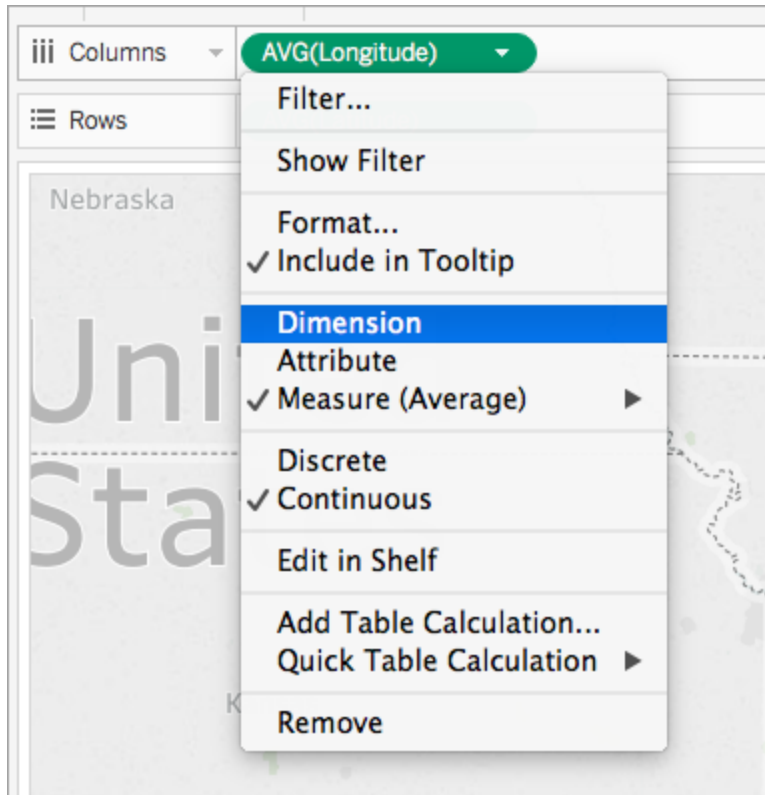 Columns
AVG(Longitude)
Rows
Filter...
Show Filter
Format...
Include in Tooltip
Dimension
Attribute
Measure (Average)
Discrete
Continuous
Edit in Shelf
Add Table Calculation...
Quick Table Calculation
Remove
Nebraska
Uni
Sta
K